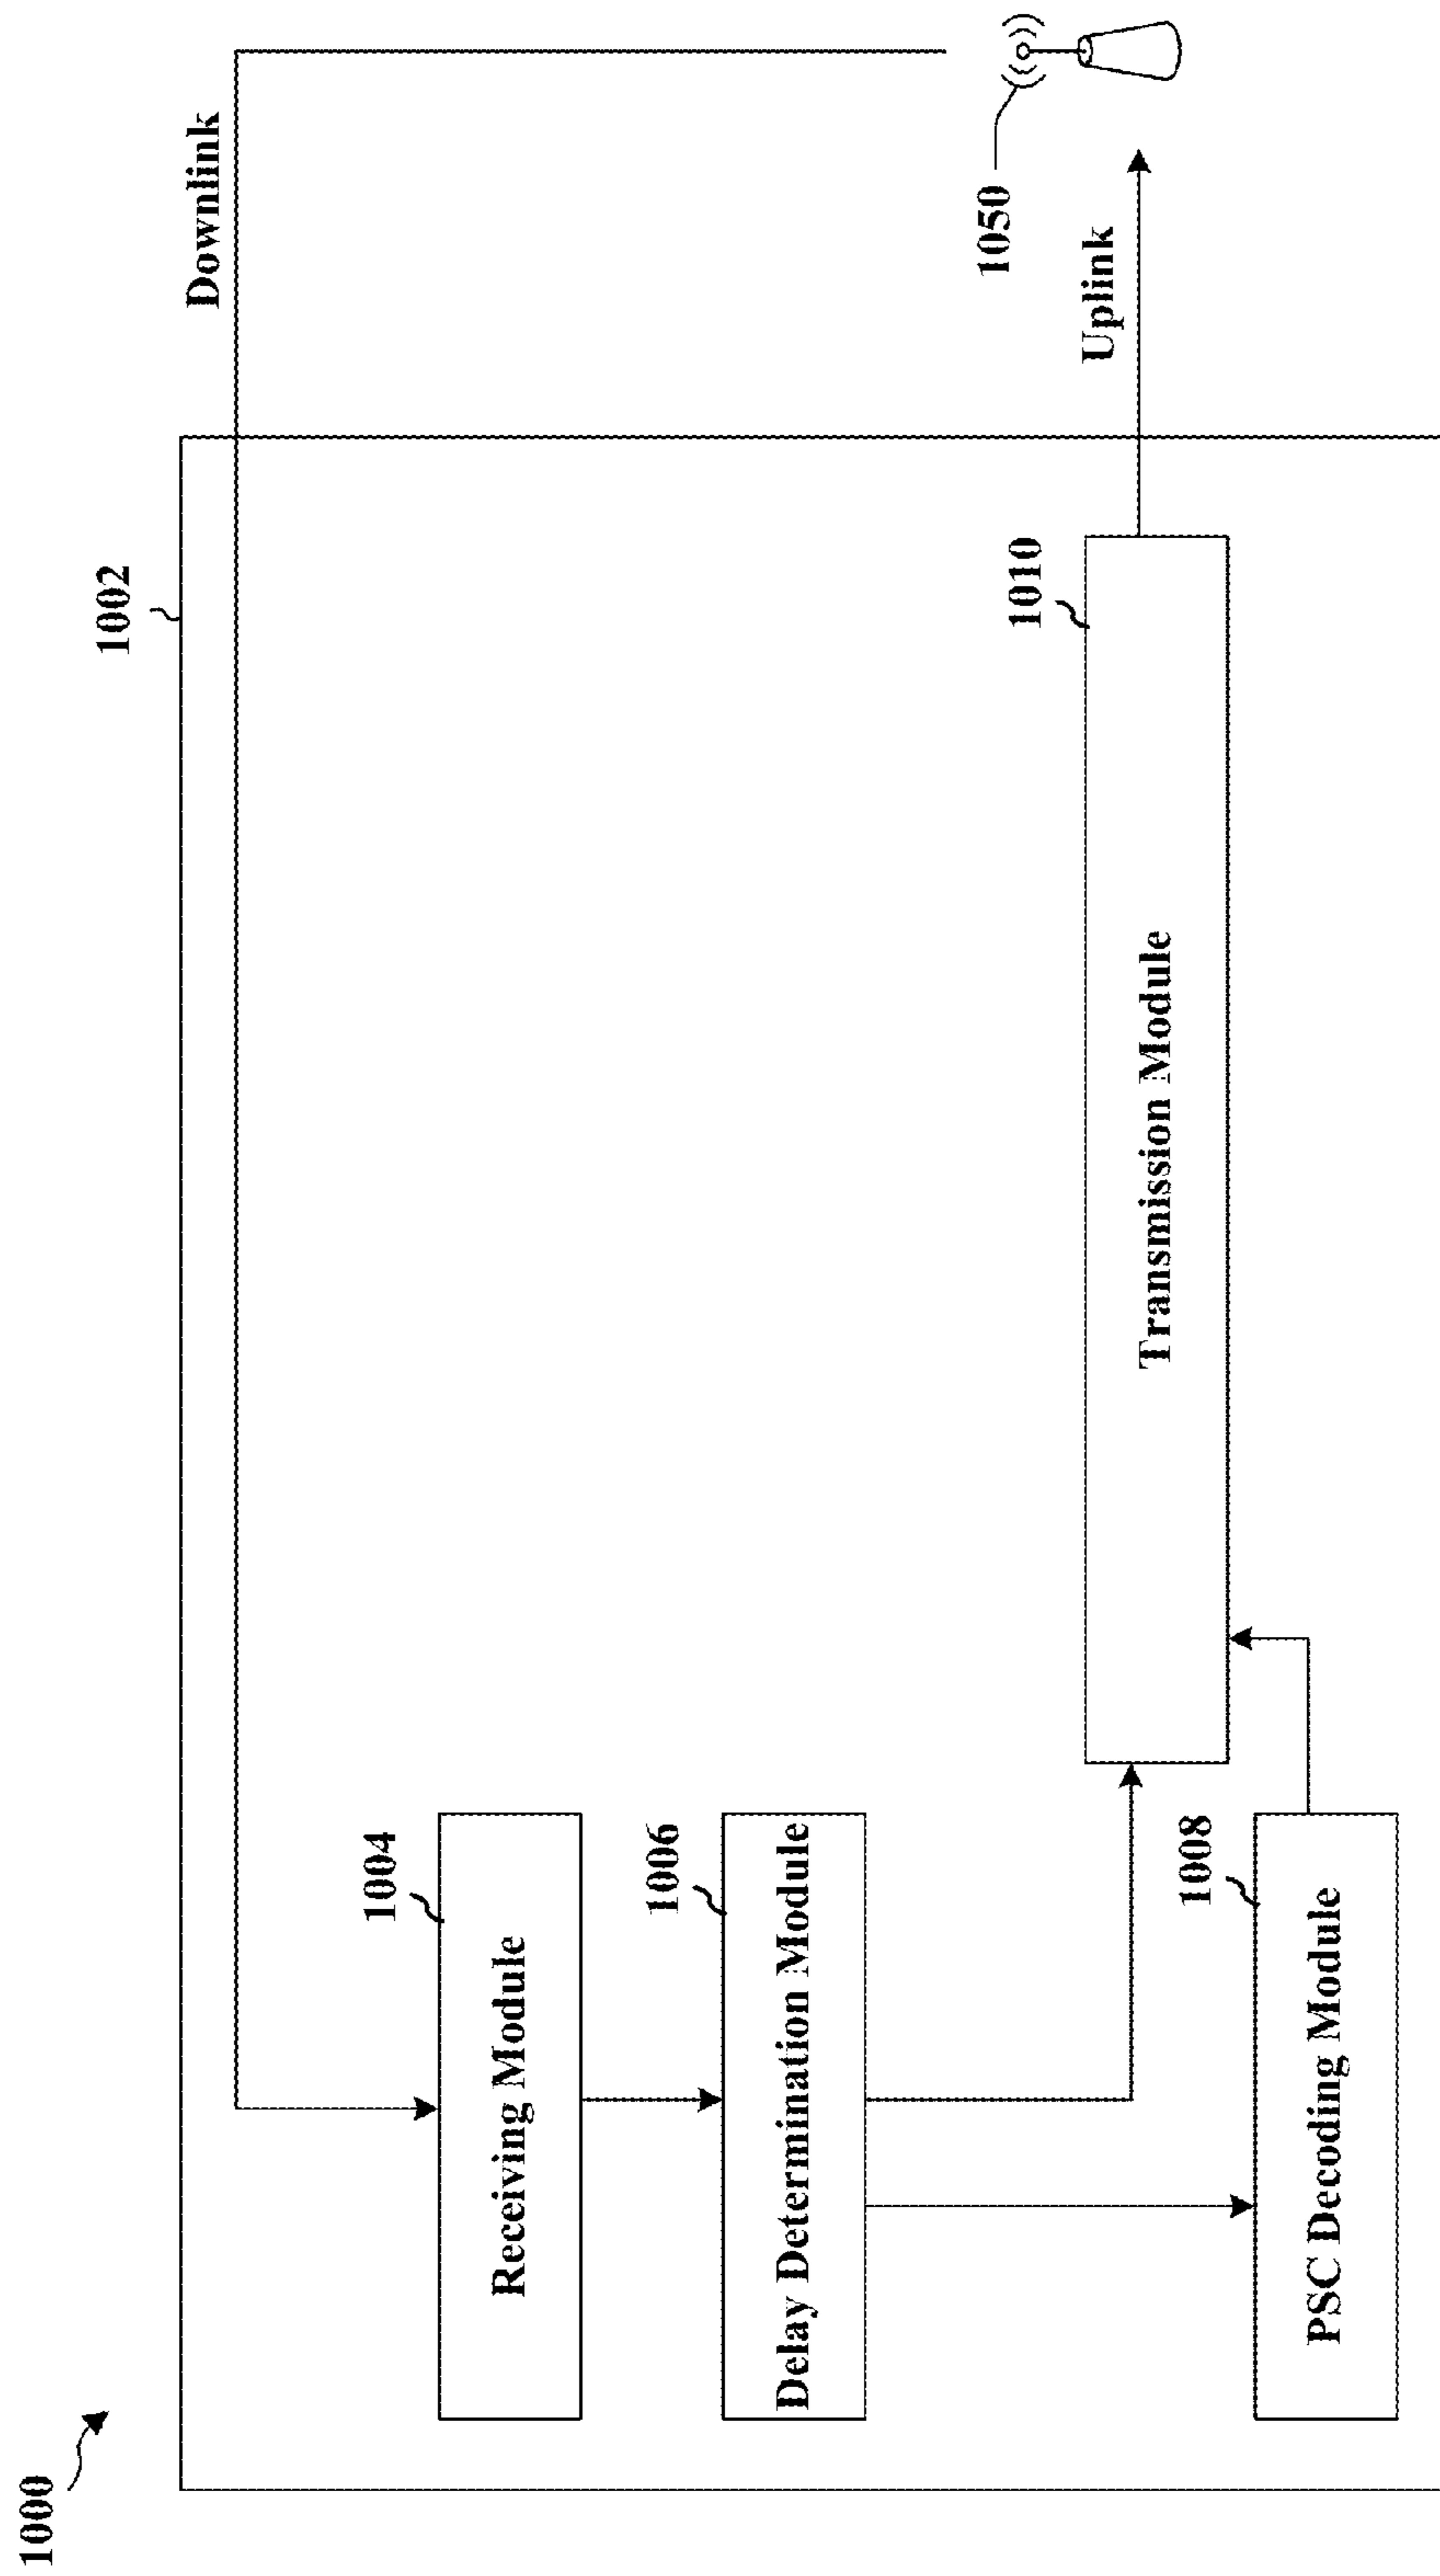 1000
1002
Downlink
1004
Receiving Module
1006
Delay Determination Module
1050
1010
Uplink
Transmission Module
1008
PSC Decoding Module